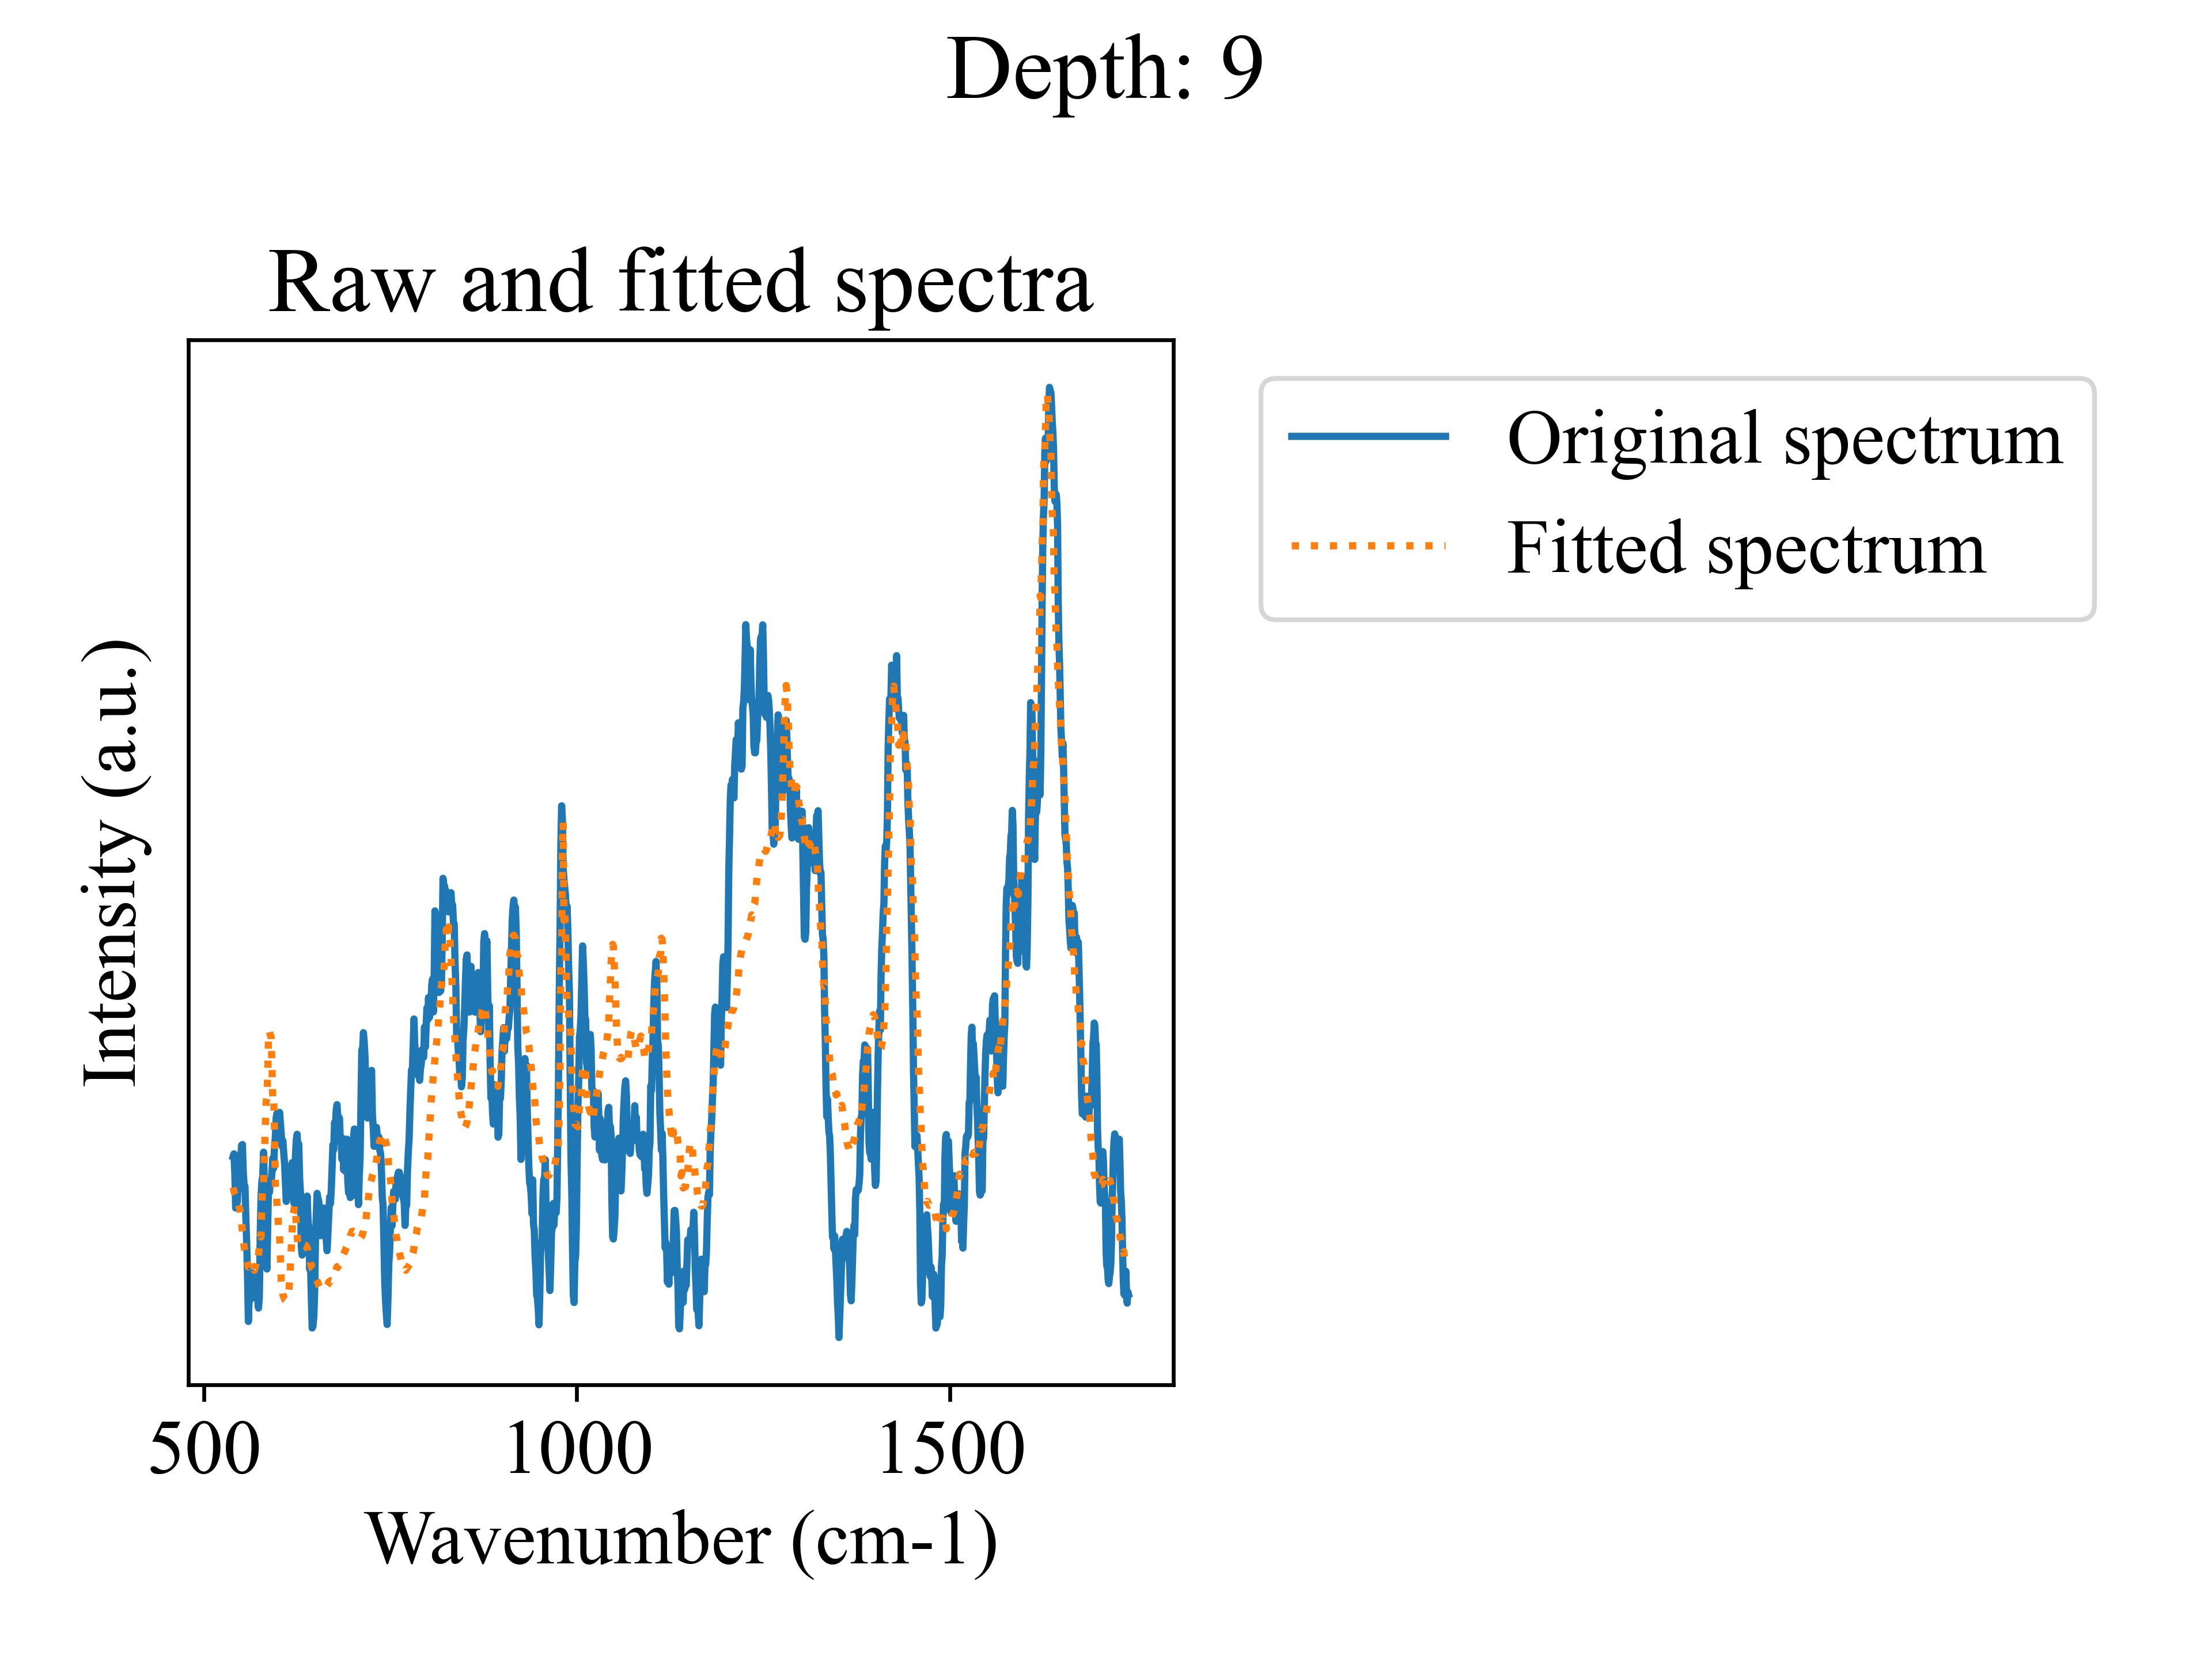 Depth: 9
Raw and fitted spectra
Original spectrum
Fitted spectrum
Intensity (a.u.)
500 1000 1500
Wavenumber (cm-1)